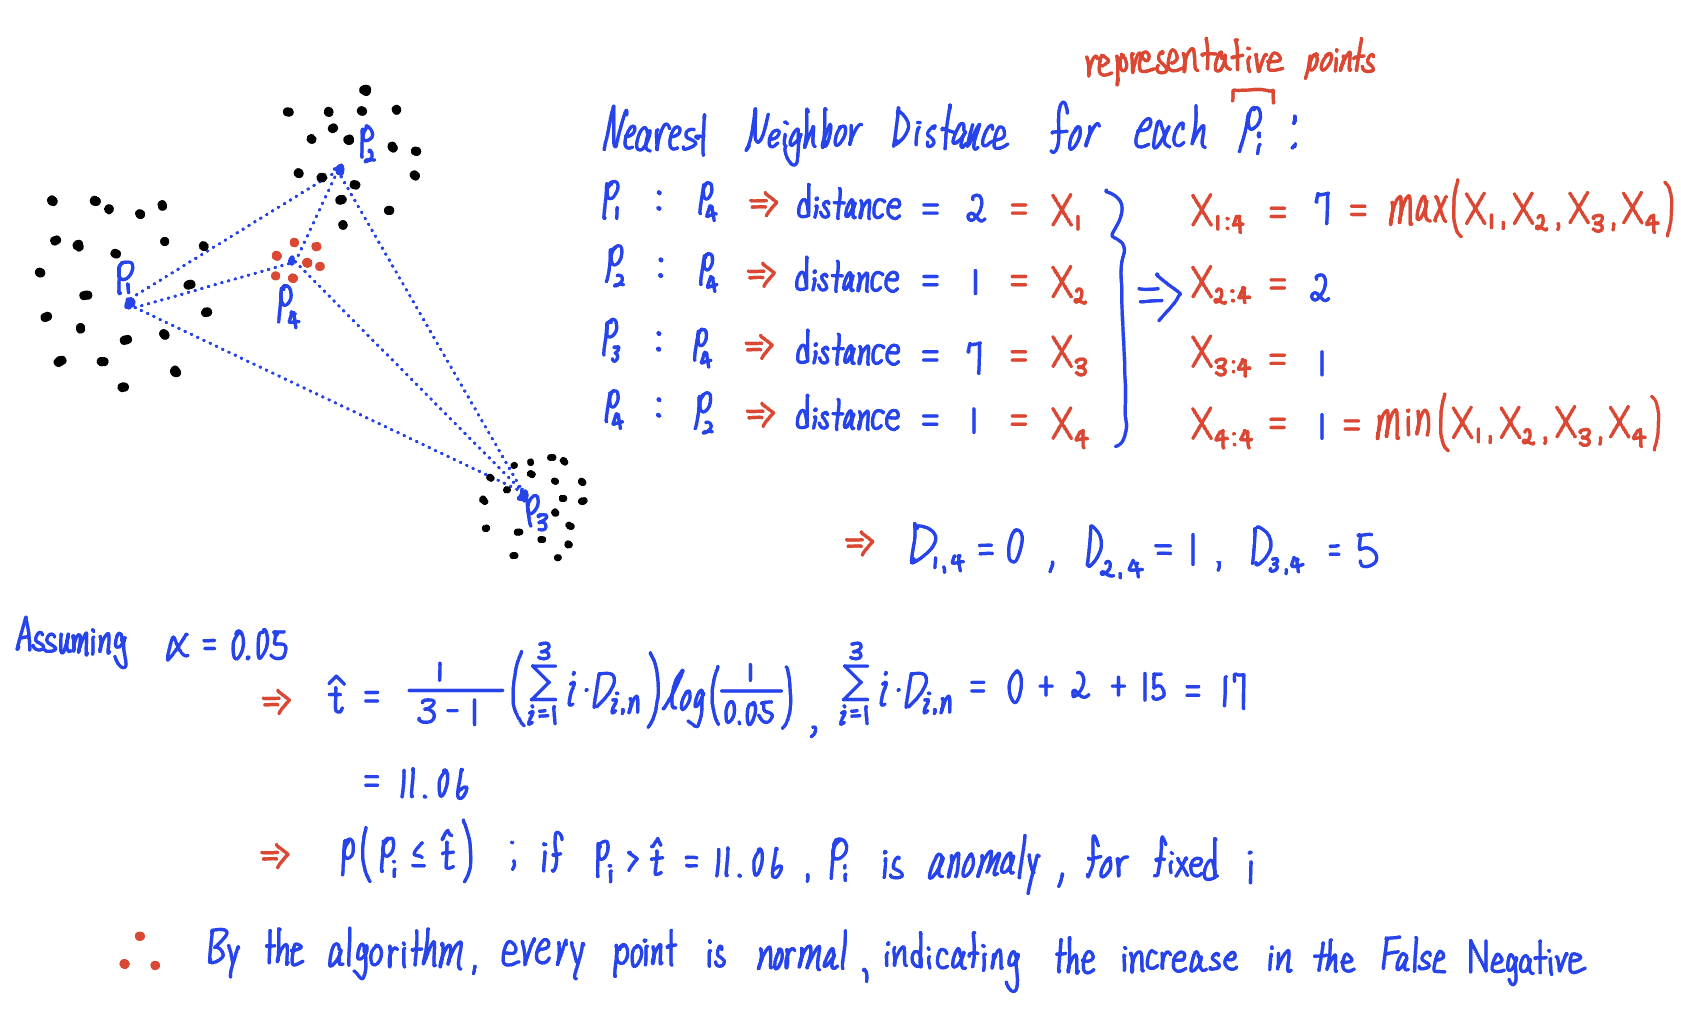 representative points
Nearest Neighbor Distance for each Pᵢ :
P₂
P₁
P₄
P₃
P₁ : P₄ ⇒ distance = 2 = X₁
P₂ : P₄ ⇒ distance = 1 = X₂
P₃ : P₄ ⇒ distance = 7 = X₃
P₄ : P₂ ⇒ distance = 1 = X₄
⇒ X₁:₄ = 7 = max(X₁, X₂, X₃, X₄)
X₂:₄ = 2
X₃:₄ = 1
X₄:₄ = 1 = min(X₁, X₂, X₃, X₄)
⇒ D₁,₄ = 0 , D₂,₄ = 1 , D₃,₄ = 5
Assuming α = 0.05
⇒ t̂ = 1/(3-1) (∑_{i=1}^{3} i·D_{i,n}) log(1/0.05) , ∑_{i=1}^{3} i·D_{i,n} = 0 + 2 + 15 = 17
= 11.06
⇒ P(Pᵢ ≤ t̂) ; if Pᵢ > t̂ = 11.06 , Pᵢ is anomaly, for fixed i
∴ By the algorithm, every point is normal, indicating the increase in the False Negative